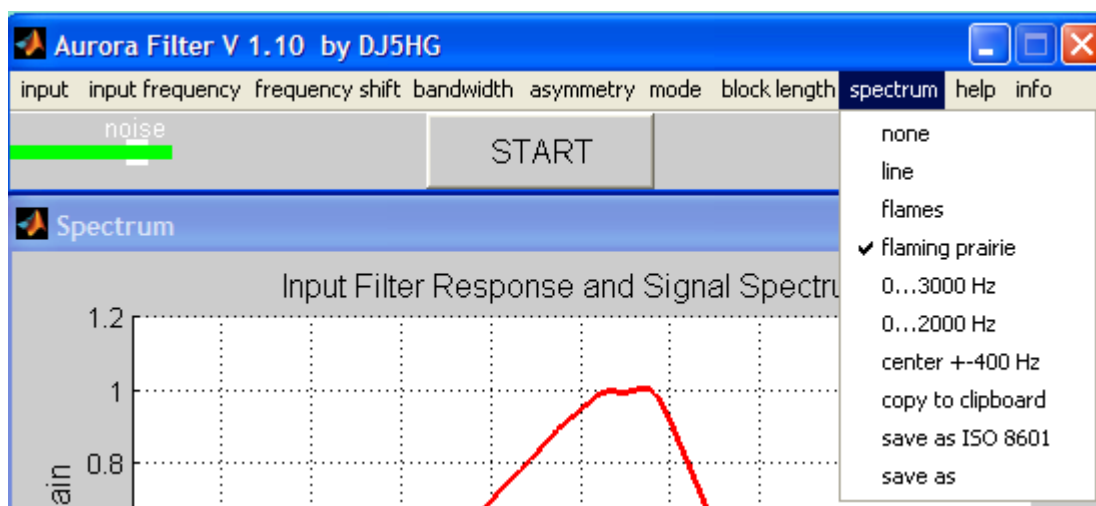 Aurora Filter V 1.10 by DJ5HG
input input frequency frequency shift bandwidth asymmetry mode block length spectrum help info
noise
START
none
line
flames
flaming prairie
0...3000 Hz
0...2000 Hz
center +-400 Hz
copy to clipboard
save as ISO 8601
save as
Spectrum
Input Filter Response and Signal
1.2
1
0.8